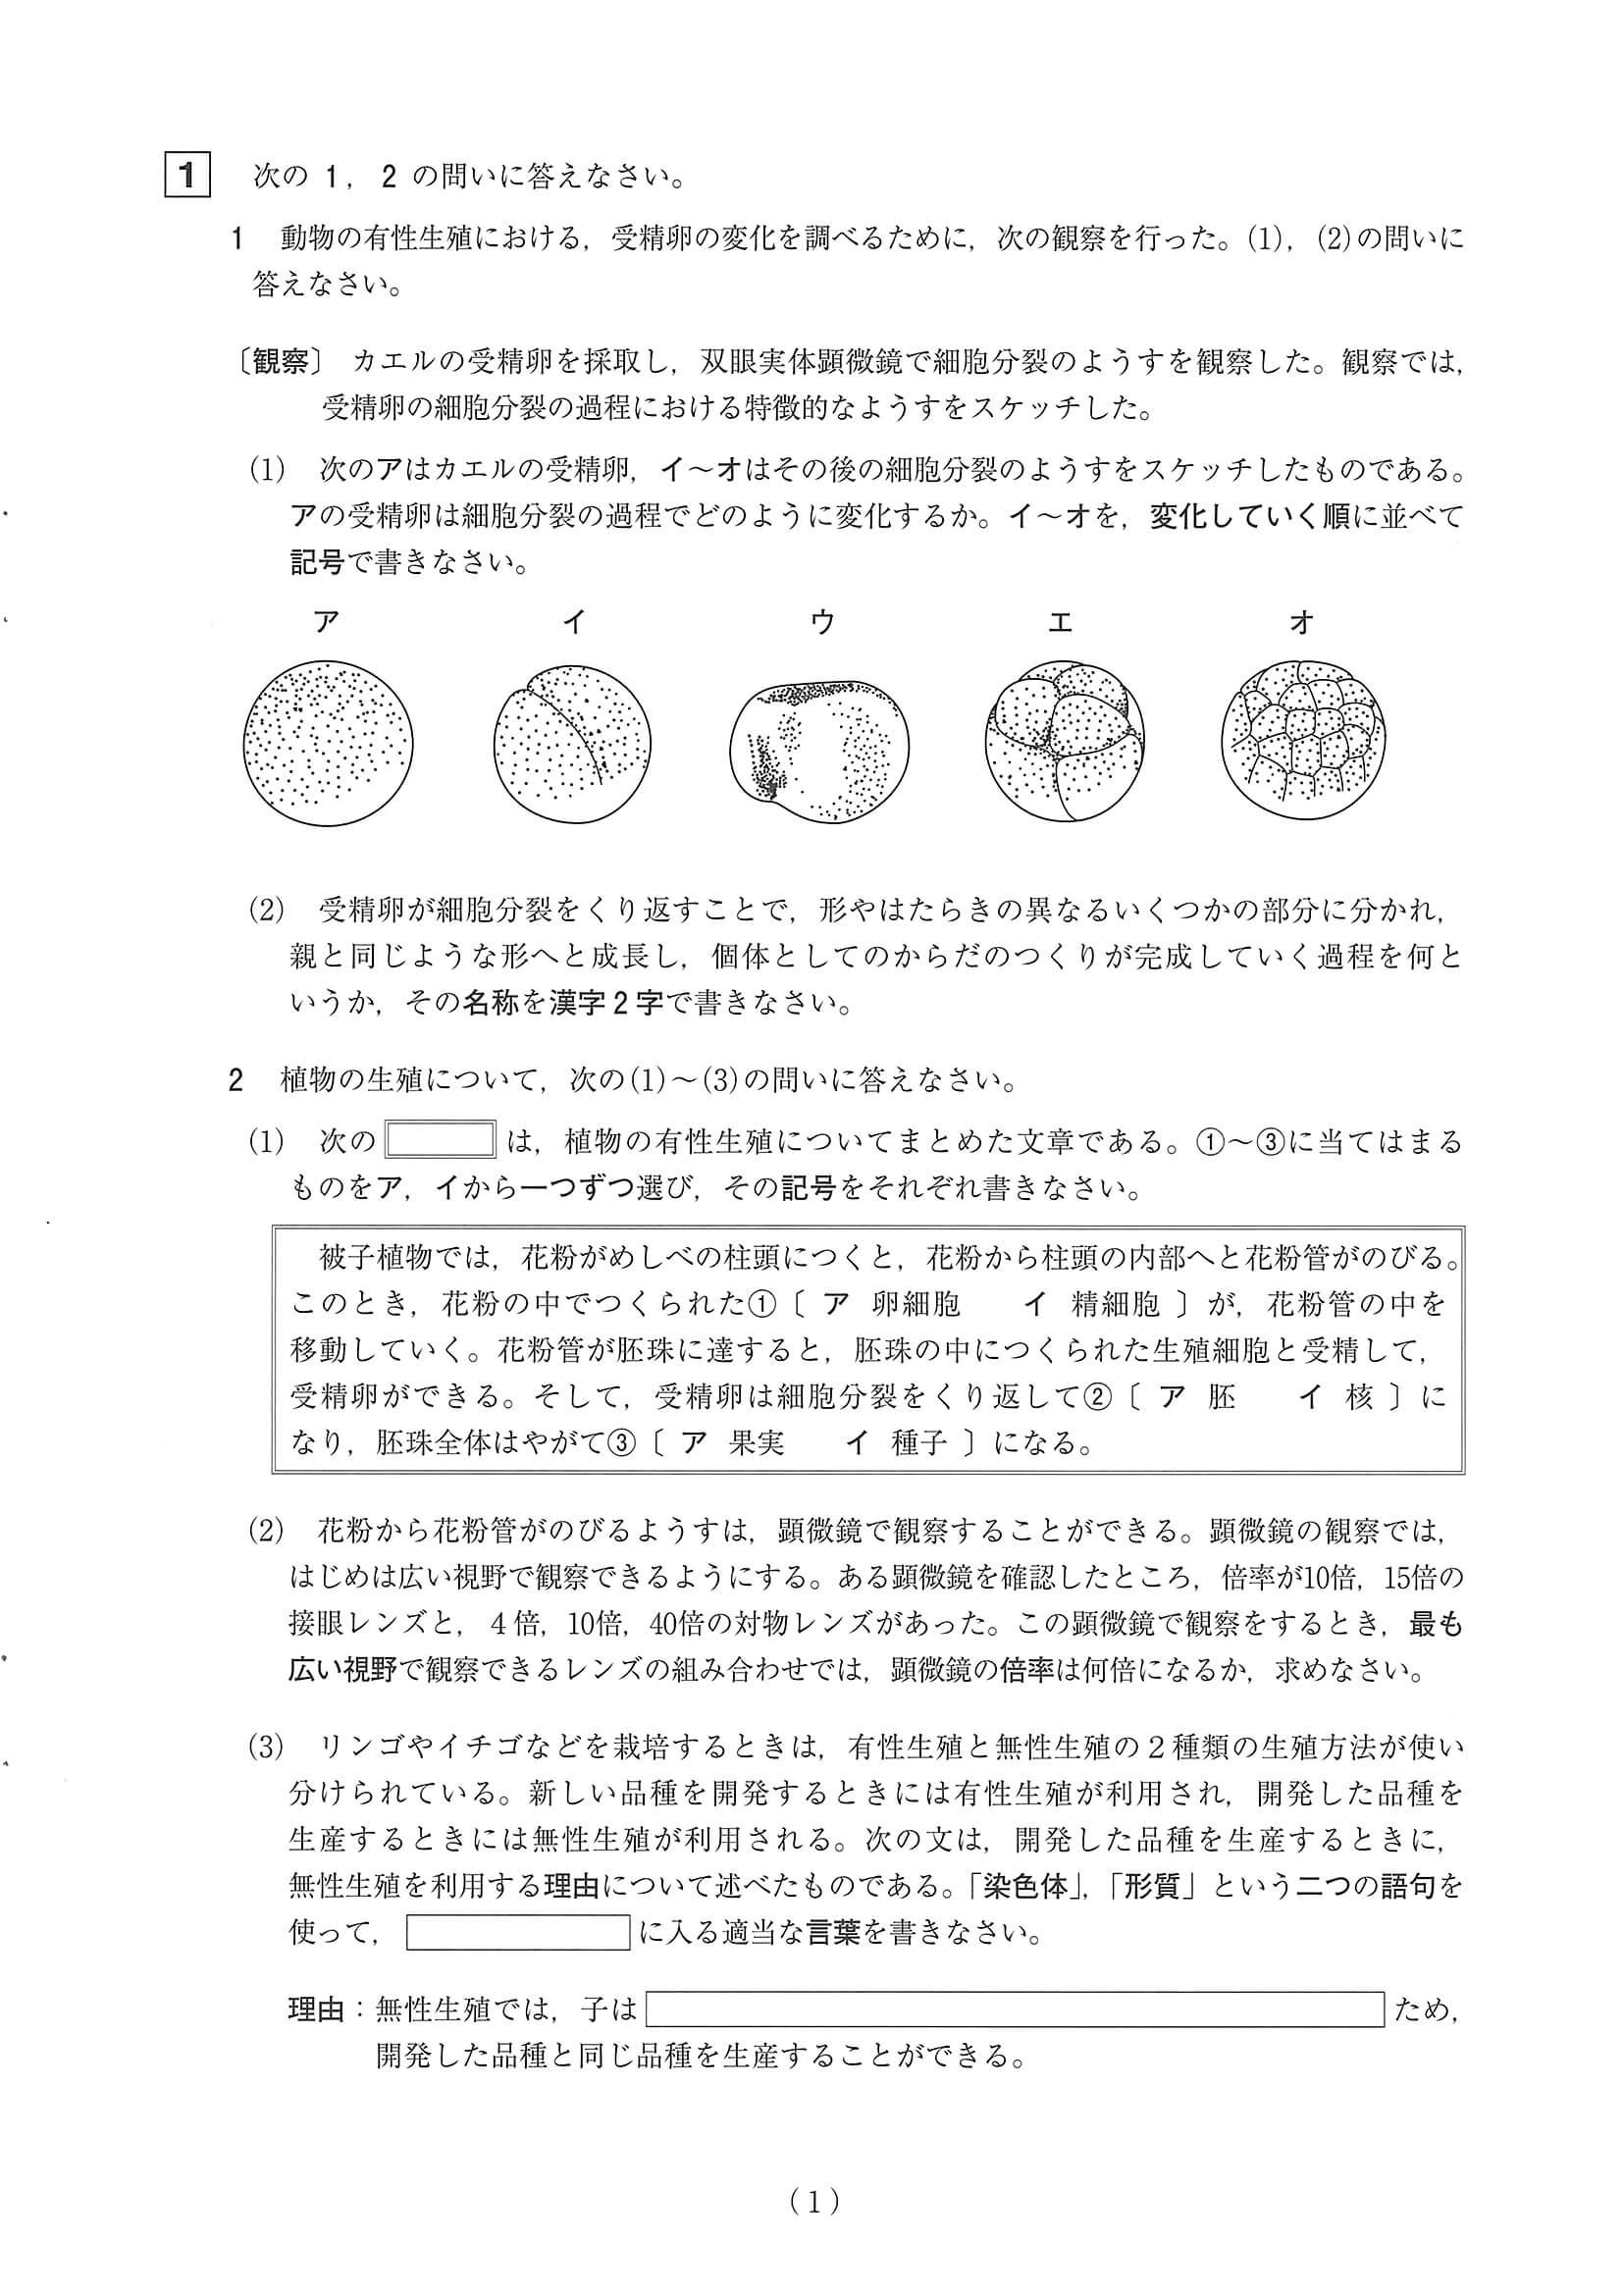 1 次の 1，2 の問いに答えなさい。
1 動物の有性生殖における，受精卵の変化を調べるために，次の観察を行った。(1)，(2)の問いに
答えなさい。
〔観察〕 カエルの受精卵を採取し，双眼実体顕微鏡で細胞分裂のようすを観察した。観察では，
受精卵の細胞分裂の過程における特徴的なようすをスケッチした。
(1) 次のアはカエルの受精卵，イ～オはその後の細胞分裂のようすをスケッチしたものである。
アの受精卵は細胞分裂の過程でどのように変化するか。イ～オを，変化していく順に並べて
記号で書きなさい。
ア イ ウ エ オ
(2) 受精卵が細胞分裂をくり返すことで，形やはたらきの異なるいくつかの部分に分かれ，
親と同じような形へと成長し，個体としてのからだのつくりが完成していく過程を何と
いうか，その名称を漢字2字で書きなさい。
2 植物の生殖について，次の(1)～(3)の問いに答えなさい。
(1) 次の は，植物の有性生殖についてまとめた文章である。①～③に当てはまる
ものをア，イから一つずつ選び，その記号をそれぞれ書きなさい。
被子植物では，花粉がめしべの柱頭につくと，花粉から柱頭の内部へと花粉管がのびる。
このとき，花粉の中でつくられた①〔 ア 卵細胞 イ 精細胞 〕が，花粉管の中を
移動していく。花粉管が胚珠に達すると，胚珠の中につくられた生殖細胞と受精して，
受精卵ができる。そして，受精卵は細胞分裂をくり返して②〔 ア 胚 イ 核 〕に
なり，胚珠全体はやがて③〔 ア 果実 イ 種子 〕になる。
(2) 花粉から花粉管がのびるようすは，顕微鏡で観察することができる。顕微鏡の観察では，
はじめは広い視野で観察できるようにする。ある顕微鏡を確認したところ，倍率が10倍，15倍の
接眼レンズと，4倍，10倍，40倍の対物レンズがあった。この顕微鏡で観察をするとき，最も
広い視野で観察できるレンズの組み合わせでは，顕微鏡の倍率は何倍になるか，求めなさい。
(3) リンゴやイチゴなどを栽培するときは，有性生殖と無性生殖の2種類の生殖方法が使い
分けられている。新しい品種を開発するときには有性生殖が利用され，開発した品種を
生産するときには無性生殖が利用される。次の文は，開発した品種を生産するときに，
無性生殖を利用する理由について述べたものである。「染色体」，「形質」という二つの語句を
使って， に入る適当な言葉を書きなさい。
理由：無性生殖では，子は ため，
開発した品種と同じ品種を生産することができる。
(1)